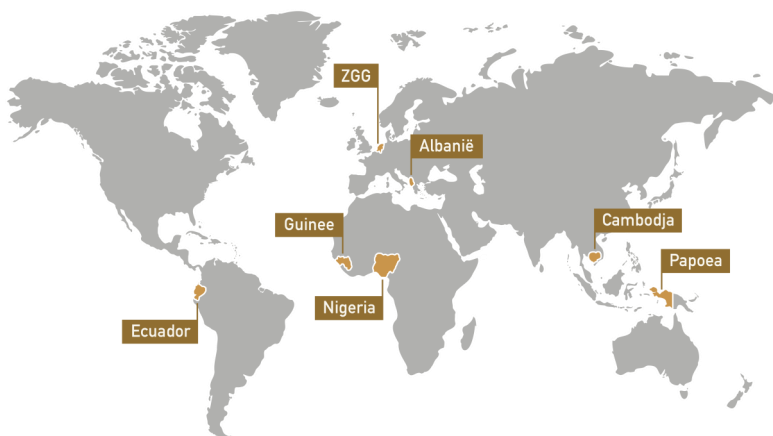 ZGG
Albanië
Guinee
Cambodja
Papoea
Nigeria
Ecuador